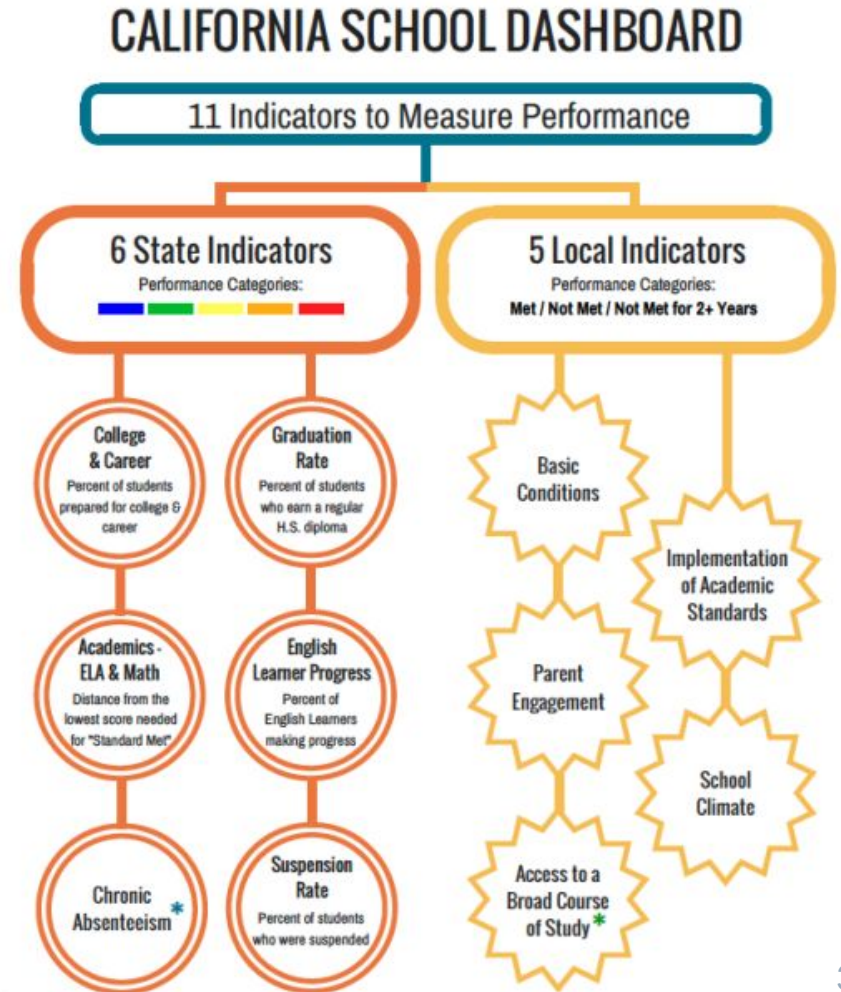 CALIFORNIA SCHOOL DASHBOARD
11 Indicators to Measure Performance
6 State Indicators
Performance Categories:
5 Local Indicators
Performance Categories:
Met / Not Met / Not Met for 2+ Years
College
& Career
Percent of students
prepared for college &
career
Graduation
Rate
Percent of students
who earn a regular
H.S. diploma
Academics -
ELA & Math
Distance from the
lowest score needed
for "Standard Met"
English
Learner Progress
Percent of
English Learners
making progress
Chronic
Absenteeism*
Suspension
Rate
Percent of students
who were suspended
Basic
Conditions
Implementation
of Academic
Standards
Parent
Engagement
School
Climate
Access to a
Broad Course
of Study*